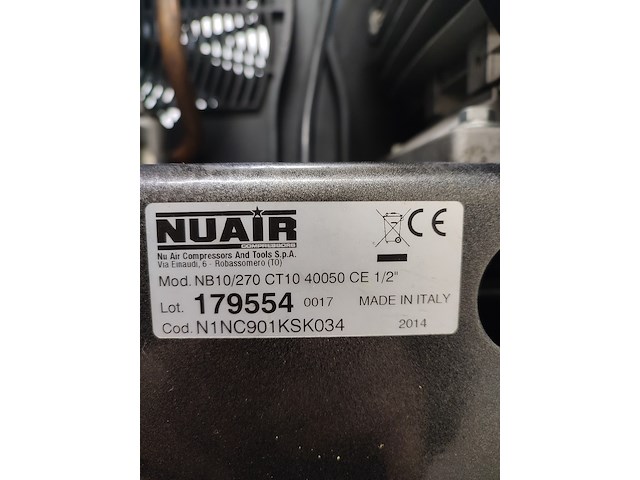 NUAIR
COMPRESSORS
Nu Air Compressors And Tools S.p.A.
Via Einaudi, 6 - Robassomero (TO)
Mod. NB10/270 CT10 40050 CE 1/2"
Lot. 179554 0017 MADE IN ITALY
Cod. N1NC901KSK034 2014
CE